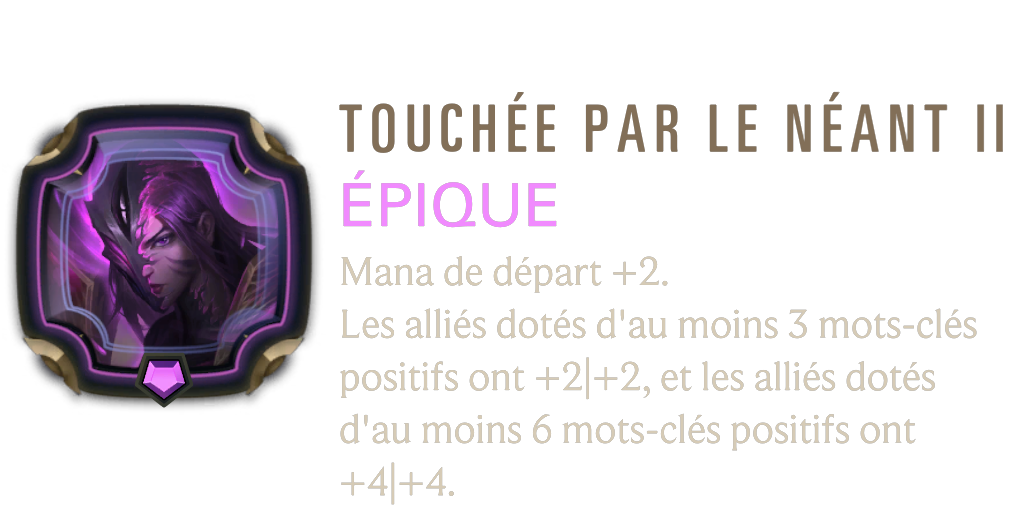 TOUCHÉE PAR LE NÉANT II
ÉPIQUE
Mana de départ +2.
Les alliés dotés d'au moins 3 mots-clés
positifs ont +2|+2, et les alliés dotés
d'au moins 6 mots-clés positifs ont
+4|+4.